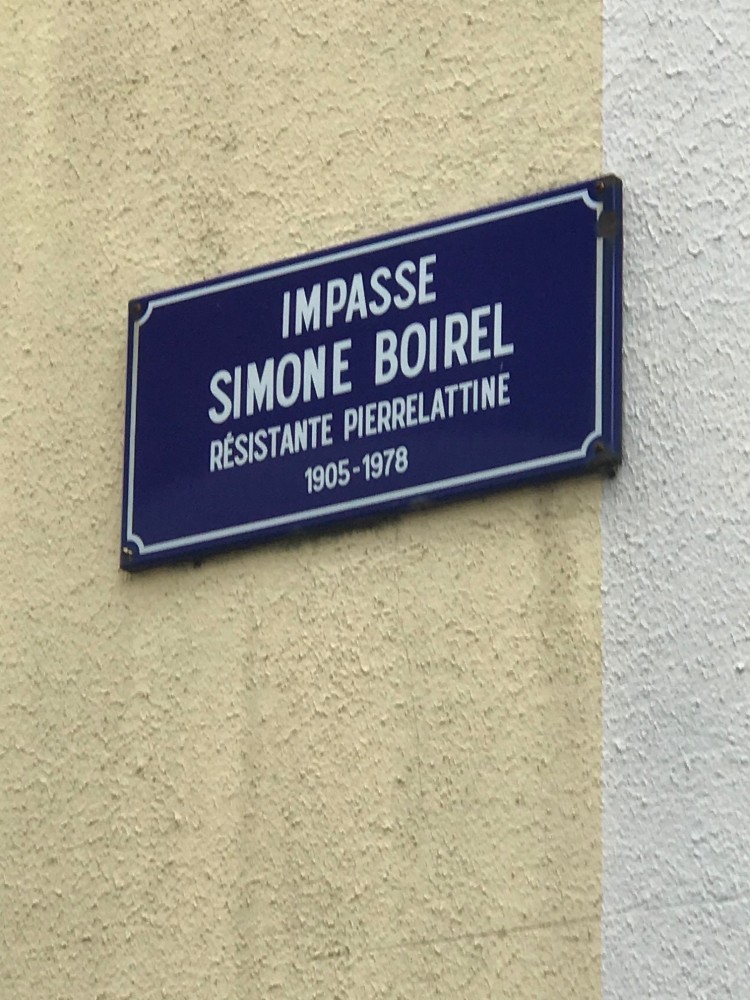 IMPASSE
SIMONE BOIREL
RÉSISTANTE PIERRELATTINE
1905-1978